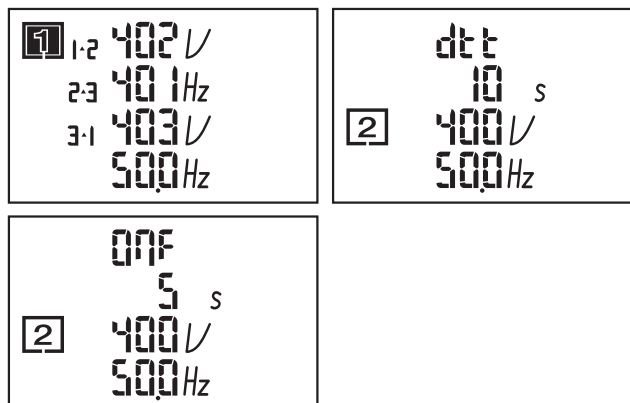 1 1-2 402 V
2-3 401 Hz
3-1 403 V
50.0 Hz
dtt
10 s
2 400 V
50.0 Hz
OMF
5 s
2 400 V
50.0 Hz